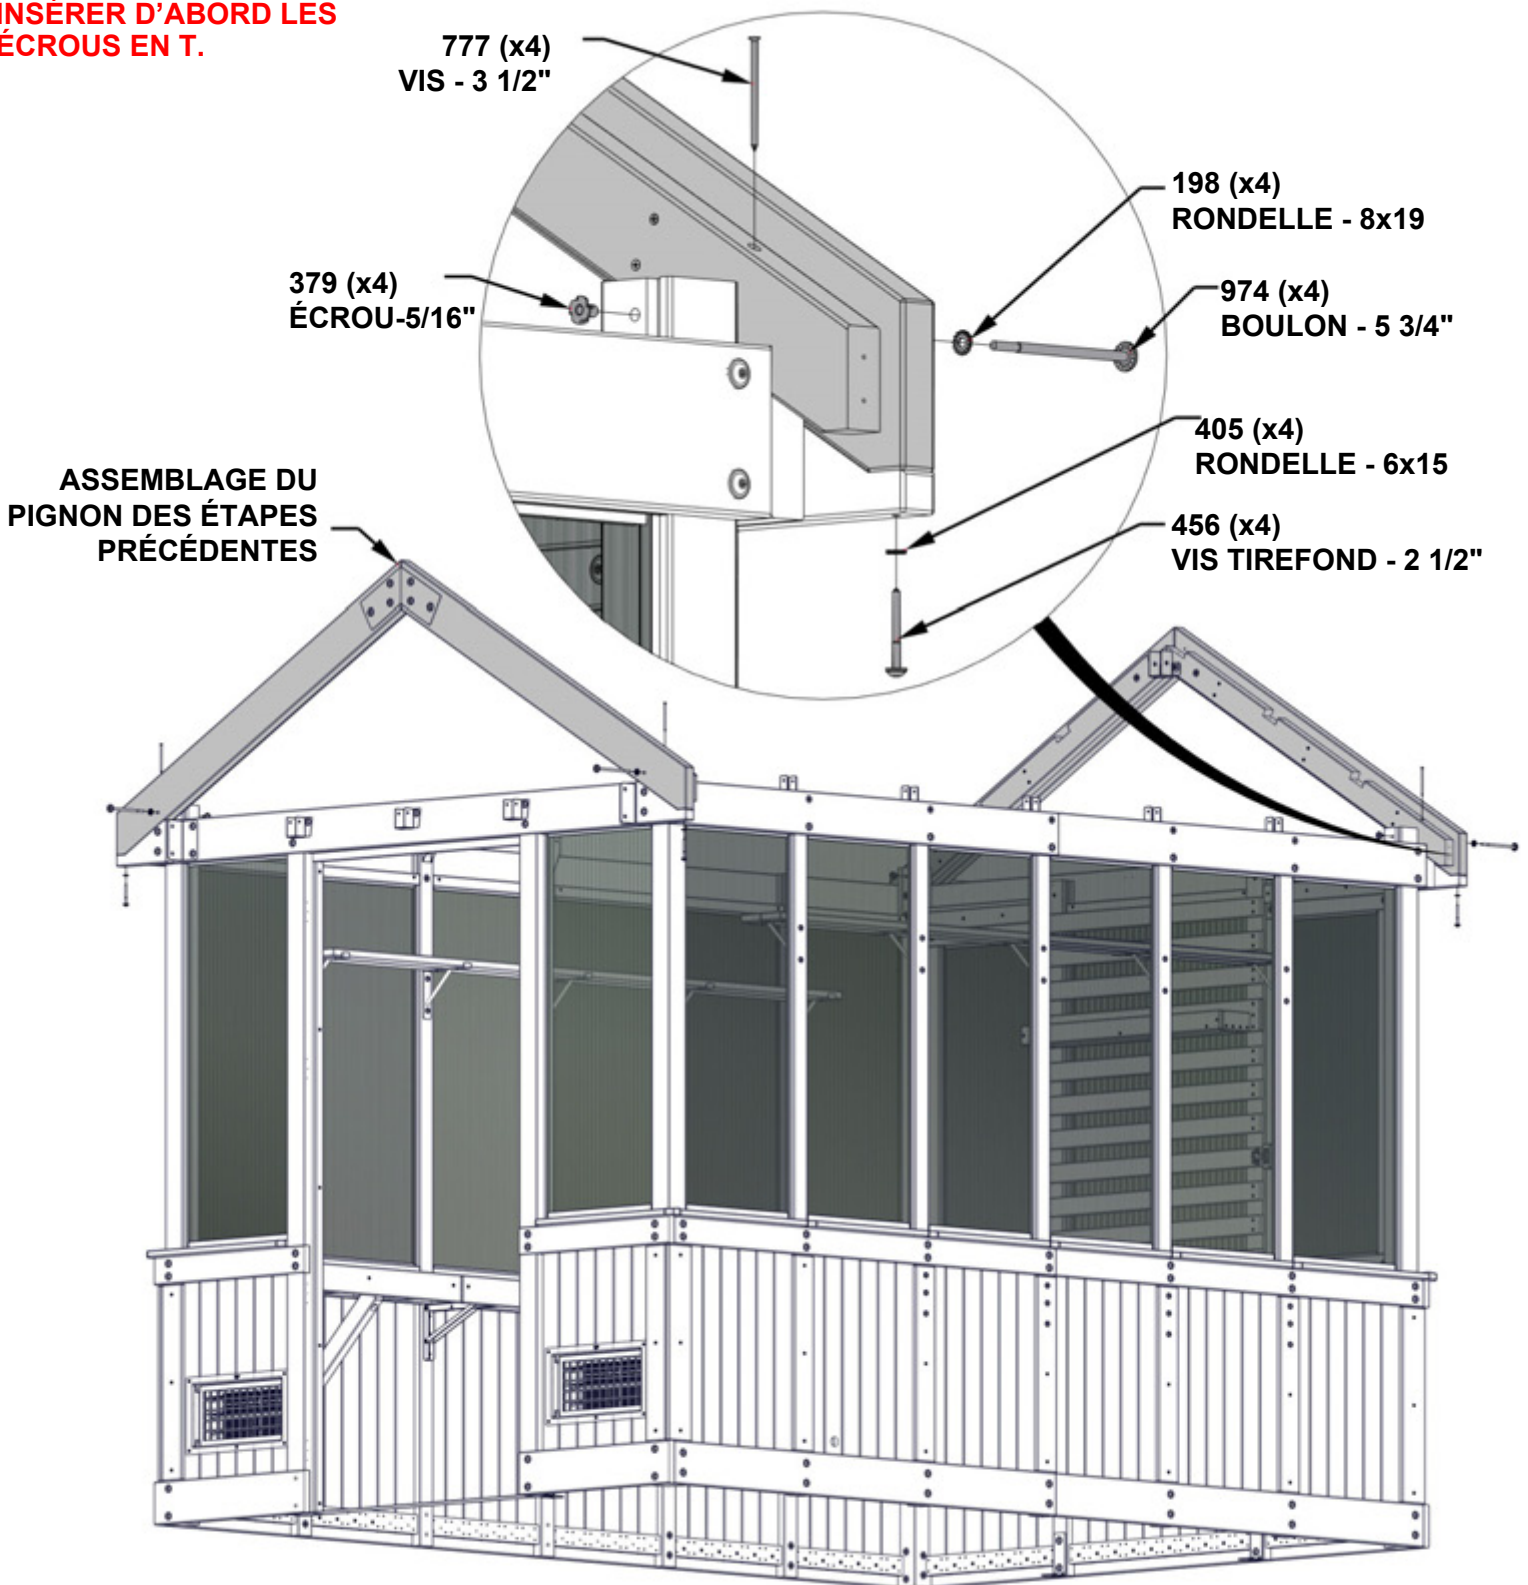 INSÉRER D’ABORD LES
ÉCROUS EN T.
777 (x4)
VIS - 3 1/2"
198 (x4)
RONDELLE - 8x19
379 (x4)
ÉCROU-5/16"
974 (x4)
BOULON - 5 3/4"
405 (x4)
RONDELLE - 6x15
ASSEMBLAGE DU
PIGNON DES ÉTAPES
PRÉCÉDENTES
456 (x4)
VIS TIREFOND - 2 1/2"